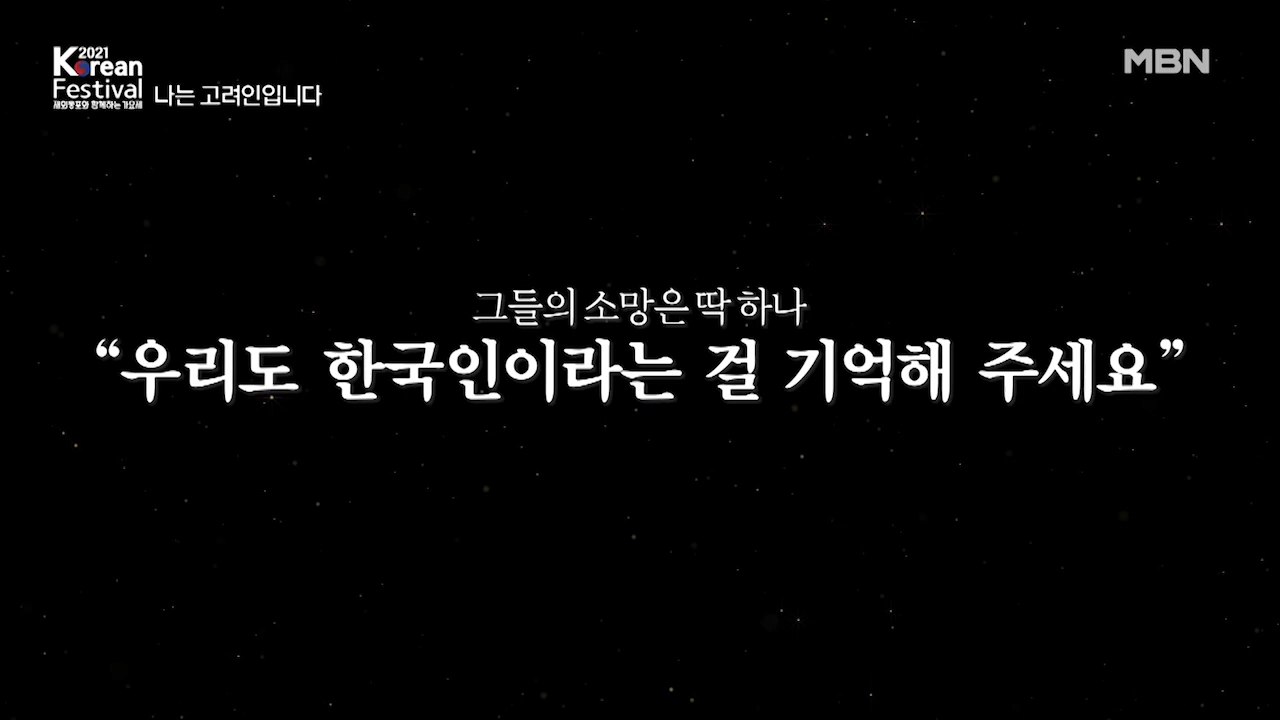 2021
Korean
Festival
재외동포와 함께하는 가요제
나는 고려인입니다
MBN
그들의 소망은 딱 하나
“우리도 한국인이라는 걸 기억해 주세요”